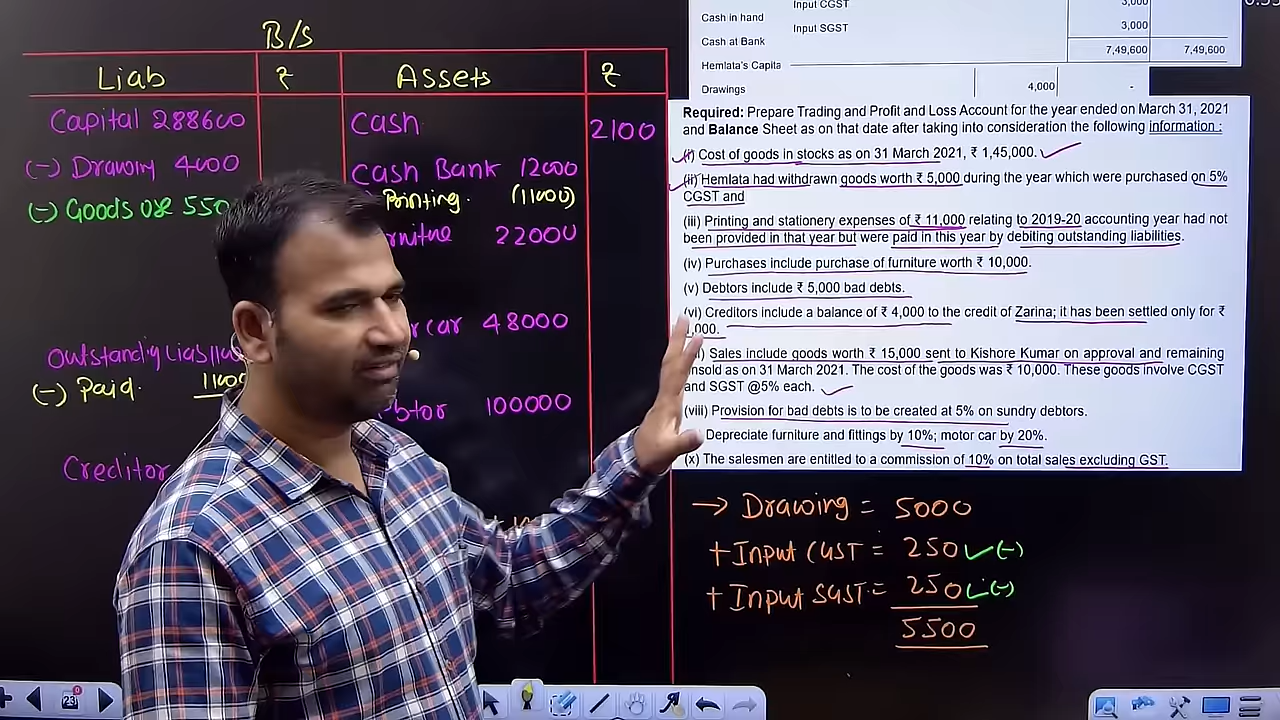 B/S
Liab ₹ Assets ₹
Capital 288600 Cash 2100
(-) Drawing 4000 Cash Bank 12000
Printing. (11000)
(-) Goods use 550
22000
48000
(-) Paid.
100000
Creditor
Input CGST 3,000
Cash in hand
Input SGST 3,000
Cash at Bank
7,49,600 7,49,600
Hemlata's Capita
Drawings 4,000 -
Required: Prepare Trading and Profit and Loss Account for the year ended on March 31, 2021
and Balance Sheet as on that date after taking into consideration the following information :
(i) Cost of goods in stocks as on 31 March 2021, ₹ 1,45,000.
(ii) Hemlata had withdrawn goods worth ₹ 5,000 during the year which were purchased on 5%
CGST and
(iii) Printing and stationery expenses of ₹ 11,000 relating to 2019-20 accounting year had not
been provided in that year but were paid in this year by debiting outstanding liabilities.
(iv) Purchases include purchase of furniture worth ₹ 10,000.
(v) Debtors include ₹ 5,000 bad debts.
(vi) Creditors include a balance of ₹ 4,000 to the credit of Zarina; it has been settled only for ₹
,000.
Sales include goods worth ₹ 15,000 sent to Kishore Kumar on approval and remaining
nsold as on 31 March 2021. The cost of the goods was ₹ 10,000. These goods involve CGST
and SGST @5% each.
(viii) Provision for bad debts is to be created at 5% on sundry debtors.
Depreciate furniture and fittings by 10%; motor car by 20%.
(x) The salesmen are entitled to a commission of 10% on total sales excluding GST.
→ Drawing = 5000
+ Input CGST = 250 ✓(-)
+ Input SGST = 250 ✓(-)
5500
23